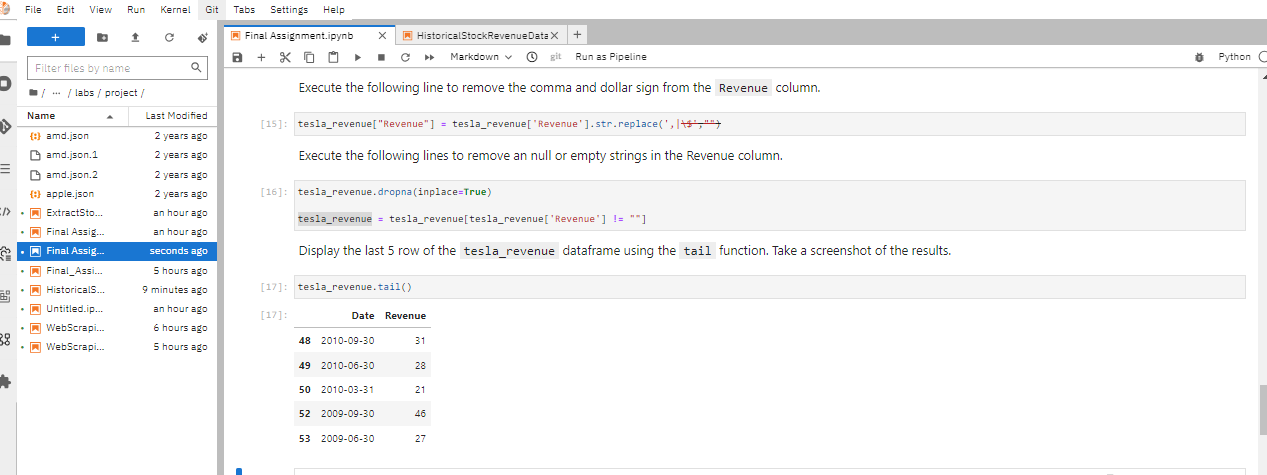 File Edit View Run Kernel Git Tabs Settings Help
Final Assignment.ipynb
HistoricalStockRevenueData
Markdown git Run as Pipeline Python
Filter files by name
/ ... / labs / project /
Name Last Modified
amd.json 2 years ago
amd.json.1 2 years ago
amd.json.2 2 years ago
apple.json 2 years ago
ExtractSto... an hour ago
Final Assig... an hour ago
Final Assig... seconds ago
Final_Assi... 5 hours ago
HistoricalS... 9 minutes ago
Untitled.ip... an hour ago
WebScrapi... 6 hours ago
WebScrapi... 5 hours ago
Execute the following line to remove the comma and dollar sign from the Revenue column.
[15]: tesla_revenue["Revenue"] = tesla_revenue['Revenue'].str.replace(',|\$',"")
Execute the following lines to remove an null or empty strings in the Revenue column.
[16]: tesla_revenue.dropna(inplace=True)
tesla_revenue = tesla_revenue[tesla_revenue['Revenue'] != ""]
Display the last 5 row of the tesla_revenue dataframe using the tail function. Take a screenshot of the results.
[17]: tesla_revenue.tail()
[17]: Date Revenue
48 2010-09-30 31
49 2010-06-30 28
50 2010-03-31 21
52 2009-09-30 46
53 2009-06-30 27